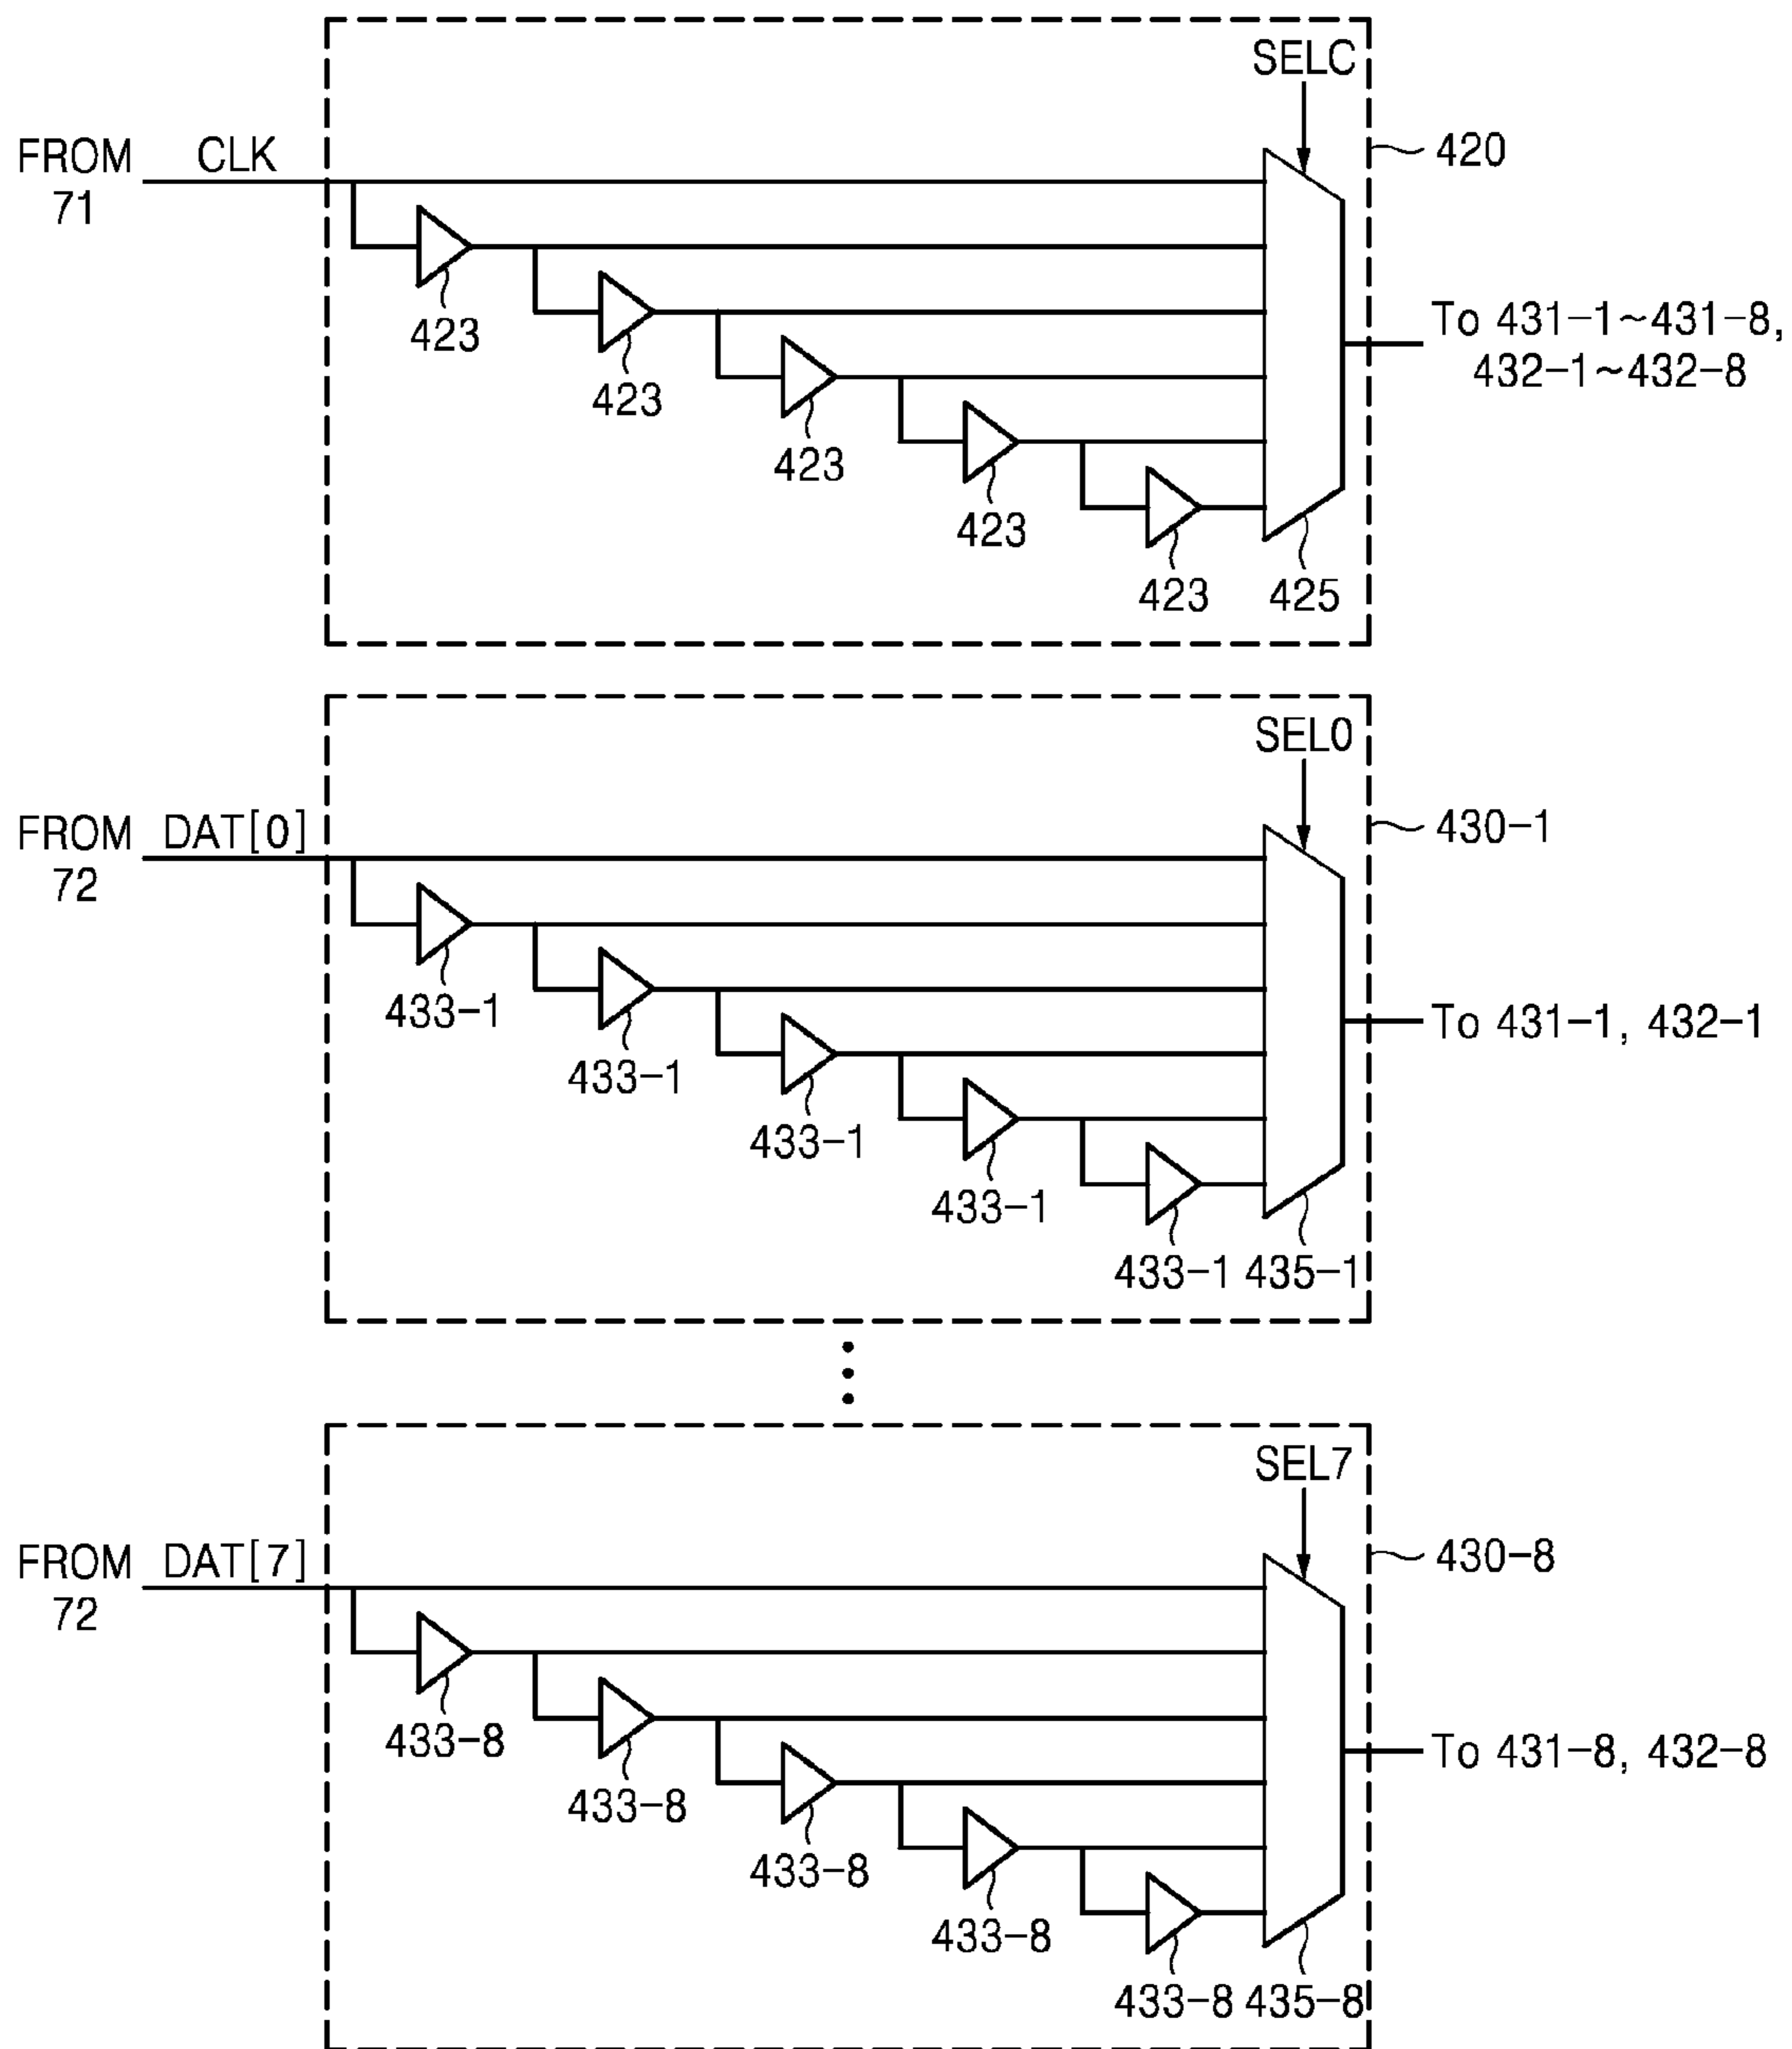 SELC
FROM
71
CLK
420
423
423
423
423
423
425
To 431-1~431-8,
432-1~432-8
SEL0
FROM
72
DAT[0]
430-1
433-1
433-1
433-1
433-1
433-1
435-1
To 431-1, 432-1
SEL7
FROM
72
DAT[7]
430-8
433-8
433-8
433-8
433-8
433-8
435-8
To 431-8, 432-8